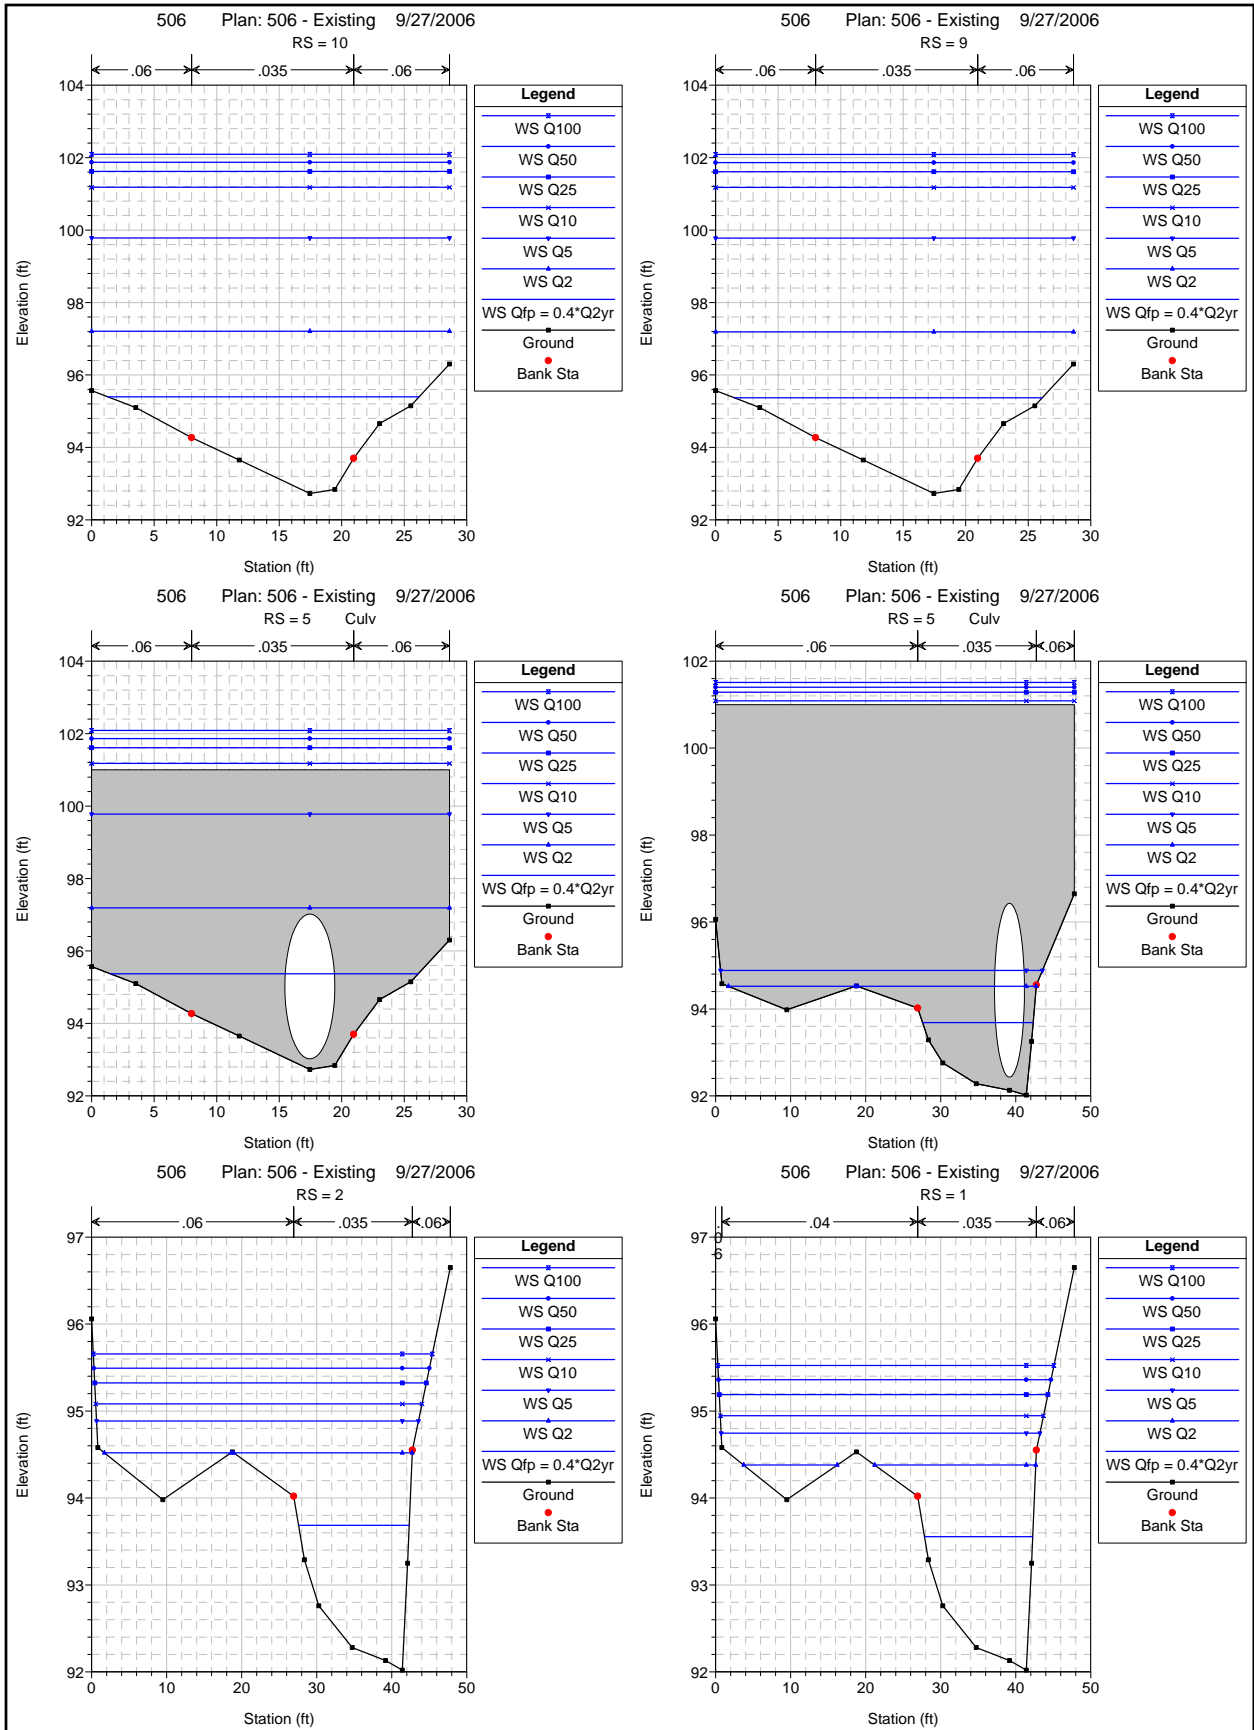 506 Plan: 506 - Existing 9/27/2006
RS = 10
.06 .035 .06
104
102
100
98
96
94
92
0 5 10 15 20 25 30
Elevation (ft)
Station (ft)
Legend
WS Q100
WS Q50
WS Q25
WS Q10
WS Q5
WS Q2
WS Qfp = 0.4*Q2yr
Ground
Bank Sta
506 Plan: 506 - Existing 9/27/2006
RS = 9
.06 .035 .06
104
102
100
98
96
94
92
0 5 10 15 20 25 30
Elevation (ft)
Station (ft)
Legend
WS Q100
WS Q50
WS Q25
WS Q10
WS Q5
WS Q2
WS Qfp = 0.4*Q2yr
Ground
Bank Sta
506 Plan: 506 - Existing 9/27/2006
RS = 5 Culv
.06 .035 .06
104
102
100
98
96
94
92
0 5 10 15 20 25 30
Elevation (ft)
Station (ft)
Legend
WS Q100
WS Q50
WS Q25
WS Q10
WS Q5
WS Q2
WS Qfp = 0.4*Q2yr
Ground
Bank Sta
506 Plan: 506 - Existing 9/27/2006
RS = 5 Culv
.06 .035 .06
102
100
98
96
94
92
0 10 20 30 40 50
Elevation (ft)
Station (ft)
Legend
WS Q100
WS Q50
WS Q25
WS Q10
WS Q5
WS Q2
WS Qfp = 0.4*Q2yr
Ground
Bank Sta
506 Plan: 506 - Existing 9/27/2006
RS = 2
.06 .035 .06
97
96
95
94
93
92
0 10 20 30 40 50
Elevation (ft)
Station (ft)
Legend
WS Q100
WS Q50
WS Q25
WS Q10
WS Q5
WS Q2
WS Qfp = 0.4*Q2yr
Ground
Bank Sta
506 Plan: 506 - Existing 9/27/2006
RS = 1
.06 .04 .035 .06
97
96
95
94
93
92
0 10 20 30 40 50
Elevation (ft)
Station (ft)
Legend
WS Q100
WS Q50
WS Q25
WS Q10
WS Q5
WS Q2
WS Qfp = 0.4*Q2yr
Ground
Bank Sta